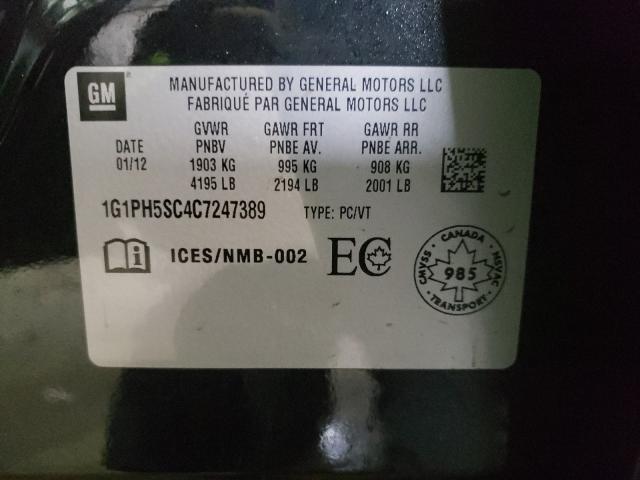 GM
MANUFACTURED BY GENERAL MOTORS LLC
FABRIQUÉ PAR GENERAL MOTORS LLC
GVWR GAWR FRT GAWR RR
DATE PNBV PNBE AV. PNBE ARR.
01/12 1903 KG 995 KG 908 KG
4195 LB 2194 LB 2001 LB
1G1PH5SC4C7247389 TYPE: PC/VT
i ICES/NMB-002 EC
CANADA
CMVSS 985 NSVAC
TRANSPORT